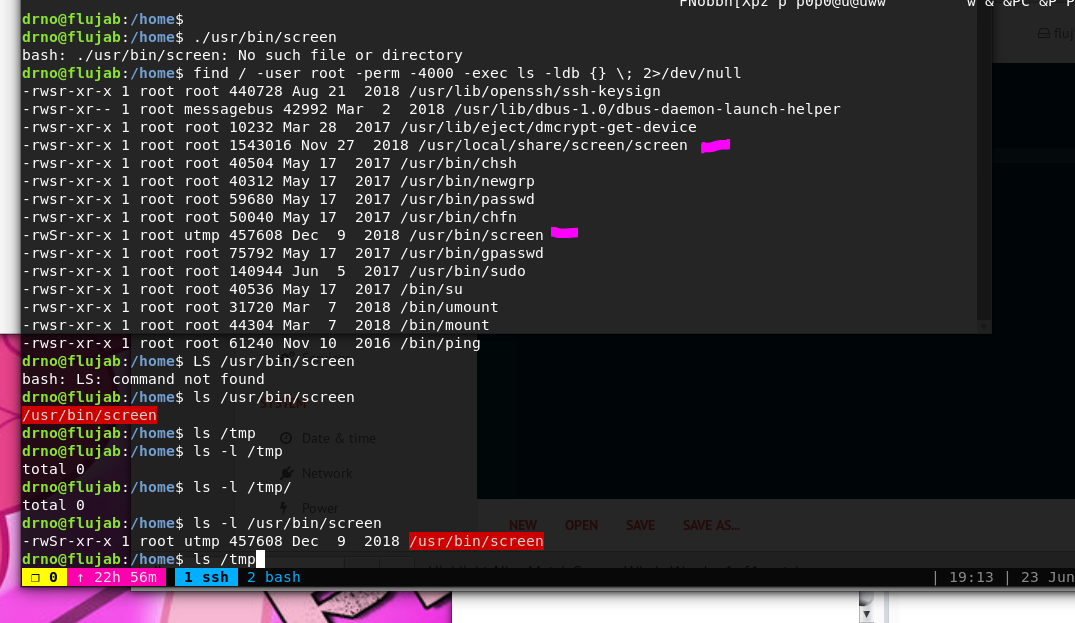 drno@flujab:/home$
drno@flujab:/home$ ./usr/bin/screen
bash: ./usr/bin/screen: No such file or directory
drno@flujab:/home$ find / -user root -perm -4000 -exec ls -ldb {} \; 2>/dev/null
-rwsr-xr-x 1 root root 440728 Aug 21  2018 /usr/lib/openssh/ssh-keysign
-rwsr-xr-- 1 root messagebus 42992 Mar  2  2018 /usr/lib/dbus-1.0/dbus-daemon-launch-helper
-rwsr-xr-x 1 root root 10232 Mar 28  2017 /usr/lib/eject/dmcrypt-get-device
-rwsr-xr-x 1 root root 1543016 Nov 27  2018 /usr/local/share/screen/screen
-rwsr-xr-x 1 root root 40504 May 17  2017 /usr/bin/chsh
-rwsr-xr-x 1 root root 40312 May 17  2017 /usr/bin/newgrp
-rwsr-xr-x 1 root root 59680 May 17  2017 /usr/bin/passwd
-rwsr-xr-x 1 root root 50040 May 17  2017 /usr/bin/chfn
-rwSr-xr-x 1 root utmp 457608 Dec  9  2018 /usr/bin/screen
-rwsr-xr-x 1 root root 75792 May 17  2017 /usr/bin/gpasswd
-rwsr-xr-x 1 root root 140944 Jun  5  2017 /usr/bin/sudo
-rwsr-xr-x 1 root root 40536 May 17  2017 /bin/su
-rwsr-xr-x 1 root root 31720 Mar  7  2018 /bin/umount
-rwsr-xr-x 1 root root 44304 Mar  7  2018 /bin/mount
-rwsr-xr-x 1 root root 61240 Nov 10  2016 /bin/ping
drno@flujab:/home$ LS /usr/bin/screen
bash: LS: command not found
drno@flujab:/home$ ls /usr/bin/screen
/usr/bin/screen
drno@flujab:/home$ ls /tmp
drno@flujab:/home$ ls -l /tmp
total 0
drno@flujab:/home$ ls -l /tmp/
total 0
drno@flujab:/home$ ls -l /usr/bin/screen
-rwSr-xr-x 1 root utmp 457608 Dec  9  2018 /usr/bin/screen
drno@flujab:/home$ ls /tmp
0 ↑ 22h 56m 1 ssh 2 bash | 19:13 | 23 Jun
SYSTEM
Date & time
Network
Power
NEW OPEN SAVE SAVE AS...